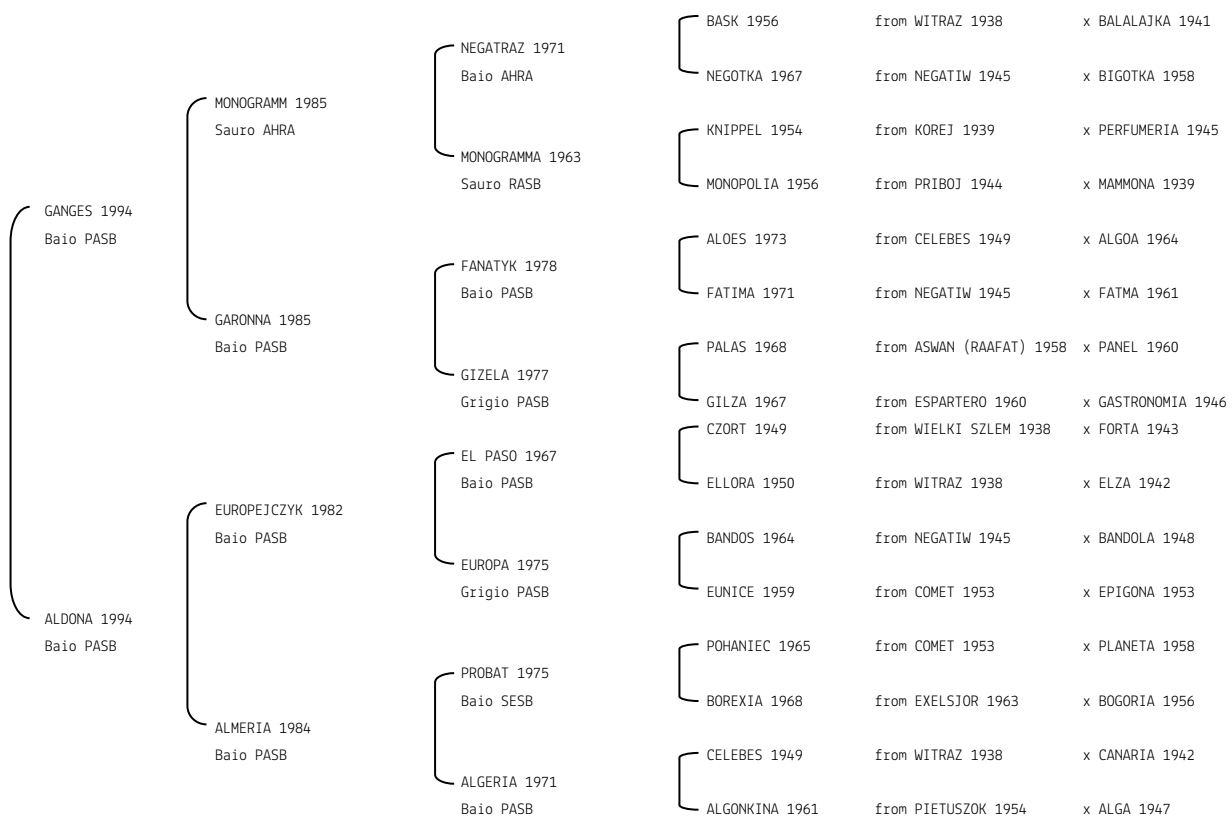 BASK 1956 from WITRAZ 1938 x BALALAJKA 1941
NEGATRAZ 1971
Baio AHRA NEGOTKA 1967 from NEGATIW 1945 x BIGOTKA 1958
MONOGRAMM 1985
Sauro AHRA KNIPPEL 1954 from KOREJ 1939 x PERFUMERIA 1945
MONOGRAMMA 1963
Sauro RASB MONOPOLIA 1956 from PRIBOJ 1944 x MAMMONA 1939
GANGES 1994
Baio PASB ALOES 1973 from CELEBES 1949 x ALGOA 1964
FANATYK 1978
Baio PASB FATIMA 1971 from NEGATIW 1945 x FATMA 1961
GARONNA 1985
Baio PASB PALAS 1968 from ASWAN (RAAFAT) 1958 x PANEL 1960
GIZELA 1977
Grigio PASB GILZA 1967 from ESPARTERO 1960 x GASTRONOMIA 1946
CZORT 1949 from WIELKI SZLEM 1938 x FORTA 1943
EL PASO 1967
Baio PASB ELLORA 1950 from WITRAZ 1938 x ELZA 1942
EUROPEJCZYK 1982
Baio PASB BANDOS 1964 from NEGATIW 1945 x BANDOLA 1948
EUROPA 1975
Grigio PASB EUNICE 1959 from COMET 1953 x EPIGONA 1953
ALDONA 1994
Baio PASB POHANIEC 1965 from COMET 1953 x PLANETA 1958
PROBAT 1975
Baio SESB BOREXIA 1968 from EXELSJOR 1963 x BOGORIA 1956
ALMERIA 1984
Baio PASB CELEBES 1949 from WITRAZ 1938 x CANARIA 1942
ALGERIA 1971
Baio PASB ALGONKINA 1961 from PIETUSZOK 1954 x ALGA 1947